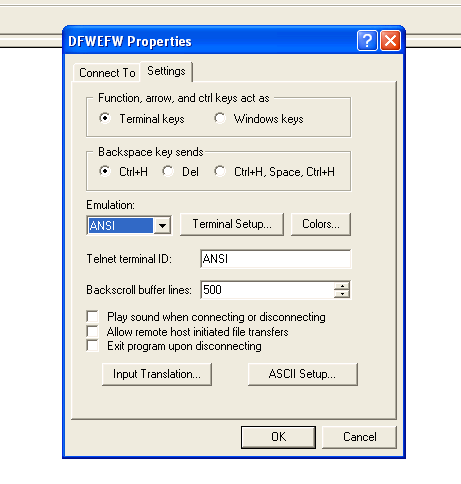 DFWEFW Properties
Connect To Settings
Function, arrow, and ctrl keys act as
Terminal keys Windows keys
Backspace key sends
Ctrl+H Del Ctrl+H, Space, Ctrl+H
Emulation:
ANSI Terminal Setup... Colors...
Telnet terminal ID: ANSI
Backscroll buffer lines: 500
Play sound when connecting or disconnecting
Allow remote host initiated file transfers
Exit program upon disconnecting
Input Translation... ASCII Setup...
OK Cancel